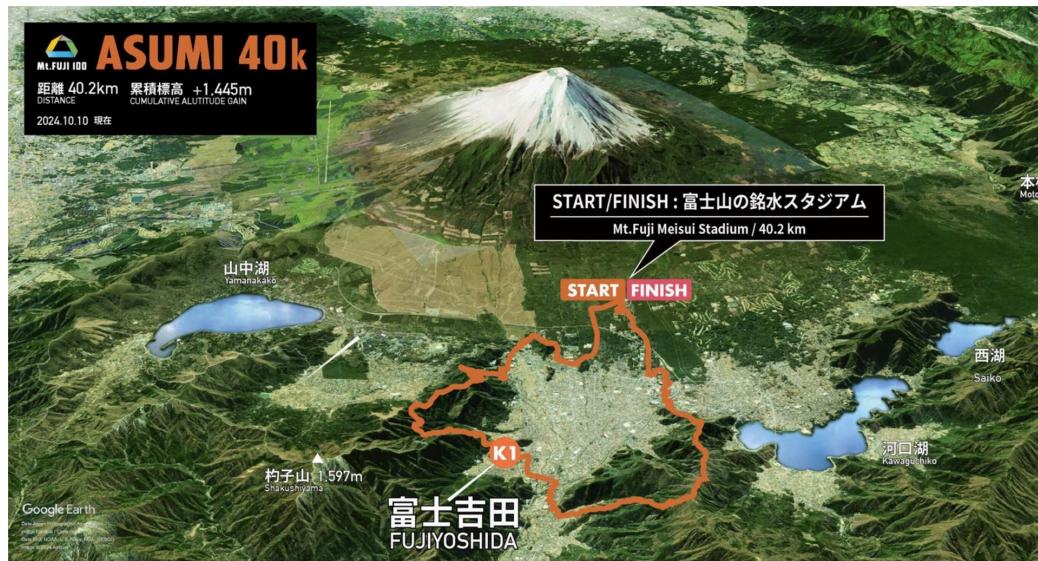 Mt.FUJI 100
ASUMI 40k
距離 40.2km 累積標高 +1,445m
DISTANCE CUMULATIVE ALUTITUDE GAIN
2024.10.10 現在
START/FINISH : 富士山の銘水スタジアム
Mt.Fuji Meisui Stadium / 40.2 km
START FINISH
山中湖
Yamanakako
西湖
Saiko
河口湖
Kawaguchiko
K1
杓子山 1.597m
Shakushiyama
富士吉田
FUJIYOSHIDA
Google Earth